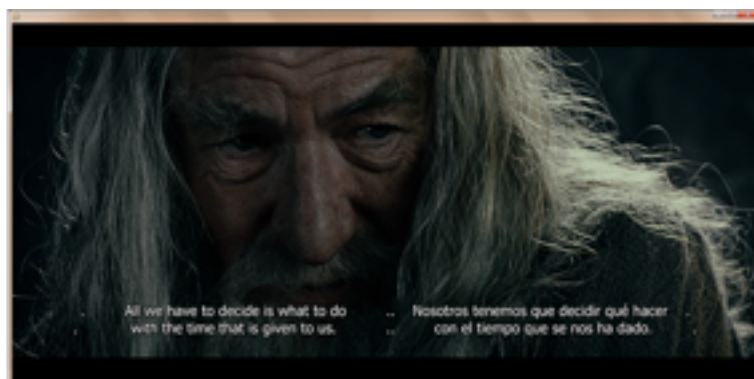 All we have to decide is what to do
with the time that is given to us.
Nosotros tenemos que decidir qué hacer
con el tiempo que se nos ha dado.